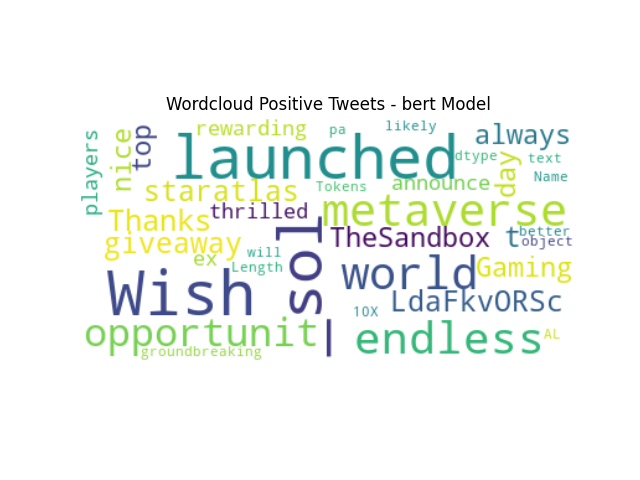 Wordcloud Positive Tweets - bert Model
players
nice
top
rewarding
pa
likely
always
launched
dtype
text
day
Name
staratlas
Tokens
announce
Thanks
thrilled
metaverse
sol
TheSandbox
t
better
object
giveaway
ex
will
Length
world
Gaming
Wish
10X
LdaFkvORSc
opportunit
I
endless
AL
groundbreaking